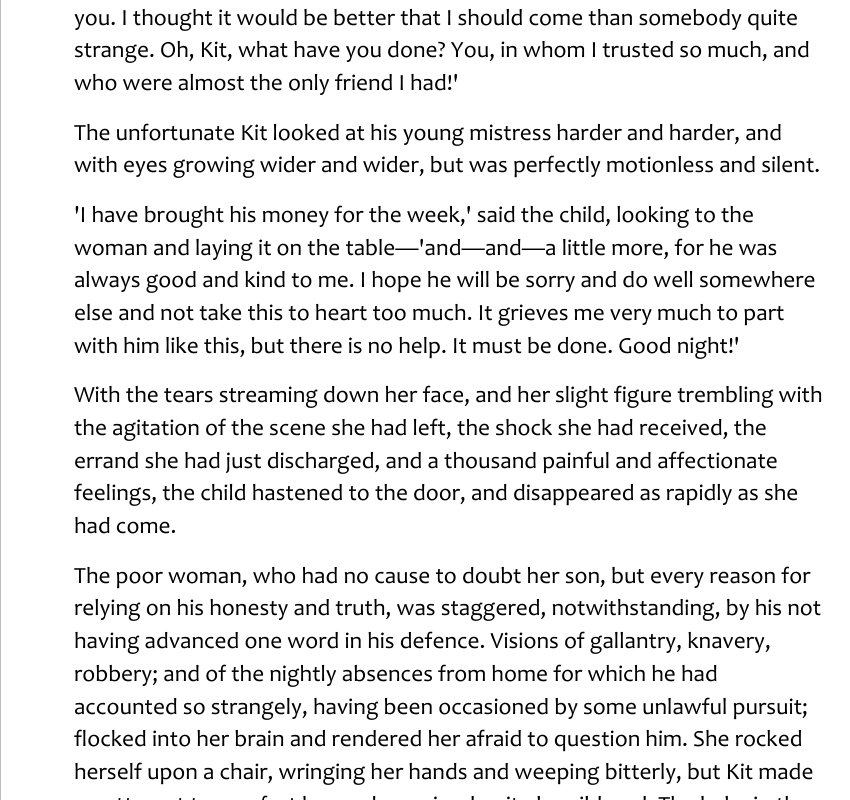 you. I thought it would be better that I should come than somebody quite
strange. Oh, Kit, what have you done? You, in whom I trusted so much, and
who were almost the only friend I had!'
The unfortunate Kit looked at his young mistress harder and harder, and
with eyes growing wider and wider, but was perfectly motionless and silent.
'I have brought his money for the week,' said the child, looking to the
woman and laying it on the table—'and—and—a little more, for he was
always good and kind to me. I hope he will be sorry and do well somewhere
else and not take this to heart too much. It grieves me very much to part
with him like this, but there is no help. It must be done. Good night!'
With the tears streaming down her face, and her slight figure trembling with
the agitation of the scene she had left, the shock she had received, the
errand she had just discharged, and a thousand painful and affectionate
feelings, the child hastened to the door, and disappeared as rapidly as she
had come.
The poor woman, who had no cause to doubt her son, but every reason for
relying on his honesty and truth, was staggered, notwithstanding, by his not
having advanced one word in his defence. Visions of gallantry, knavery,
robbery; and of the nightly absences from home for which he had
accounted so strangely, having been occasioned by some unlawful pursuit;
flocked into her brain and rendered her afraid to question him. She rocked
herself upon a chair, wringing her hands and weeping bitterly, but Kit made